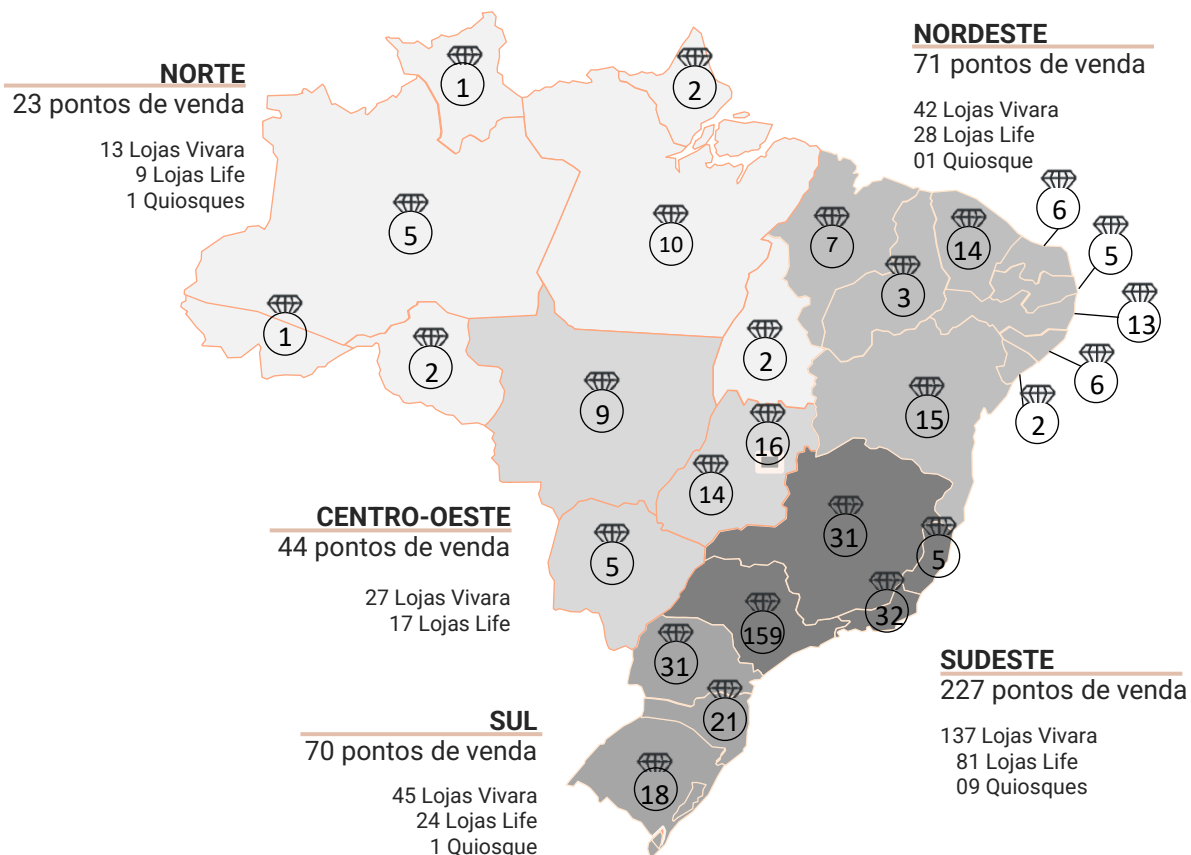 NORTE
23 pontos de venda
13 Lojas Vivara
9 Lojas Life
1 Quiosques
NORDESTE
71 pontos de venda
42 Lojas Vivara
28 Lojas Life
01 Quiosque
1
2
5
10
7
3
14
6
5
13
6
2
1
2
2
9
15
16
14
5
31
5
32
159
31
21
18
CENTRO-OESTE
44 pontos de venda
27 Lojas Vivara
17 Lojas Life
SUDESTE
227 pontos de venda
137 Lojas Vivara
81 Lojas Life
09 Quiosques
SUL
70 pontos de venda
45 Lojas Vivara
24 Lojas Life
1 Quiosque